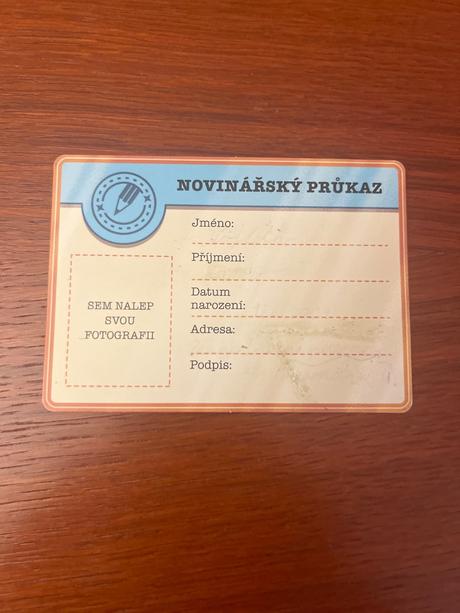 NOVINÁŘSKÝ PRŮKAZ
Jméno:
Příjmení:
Datum
narození:
Adresa:
Podpis:
SEM NALEP
SVOU
FOTOGRAFII